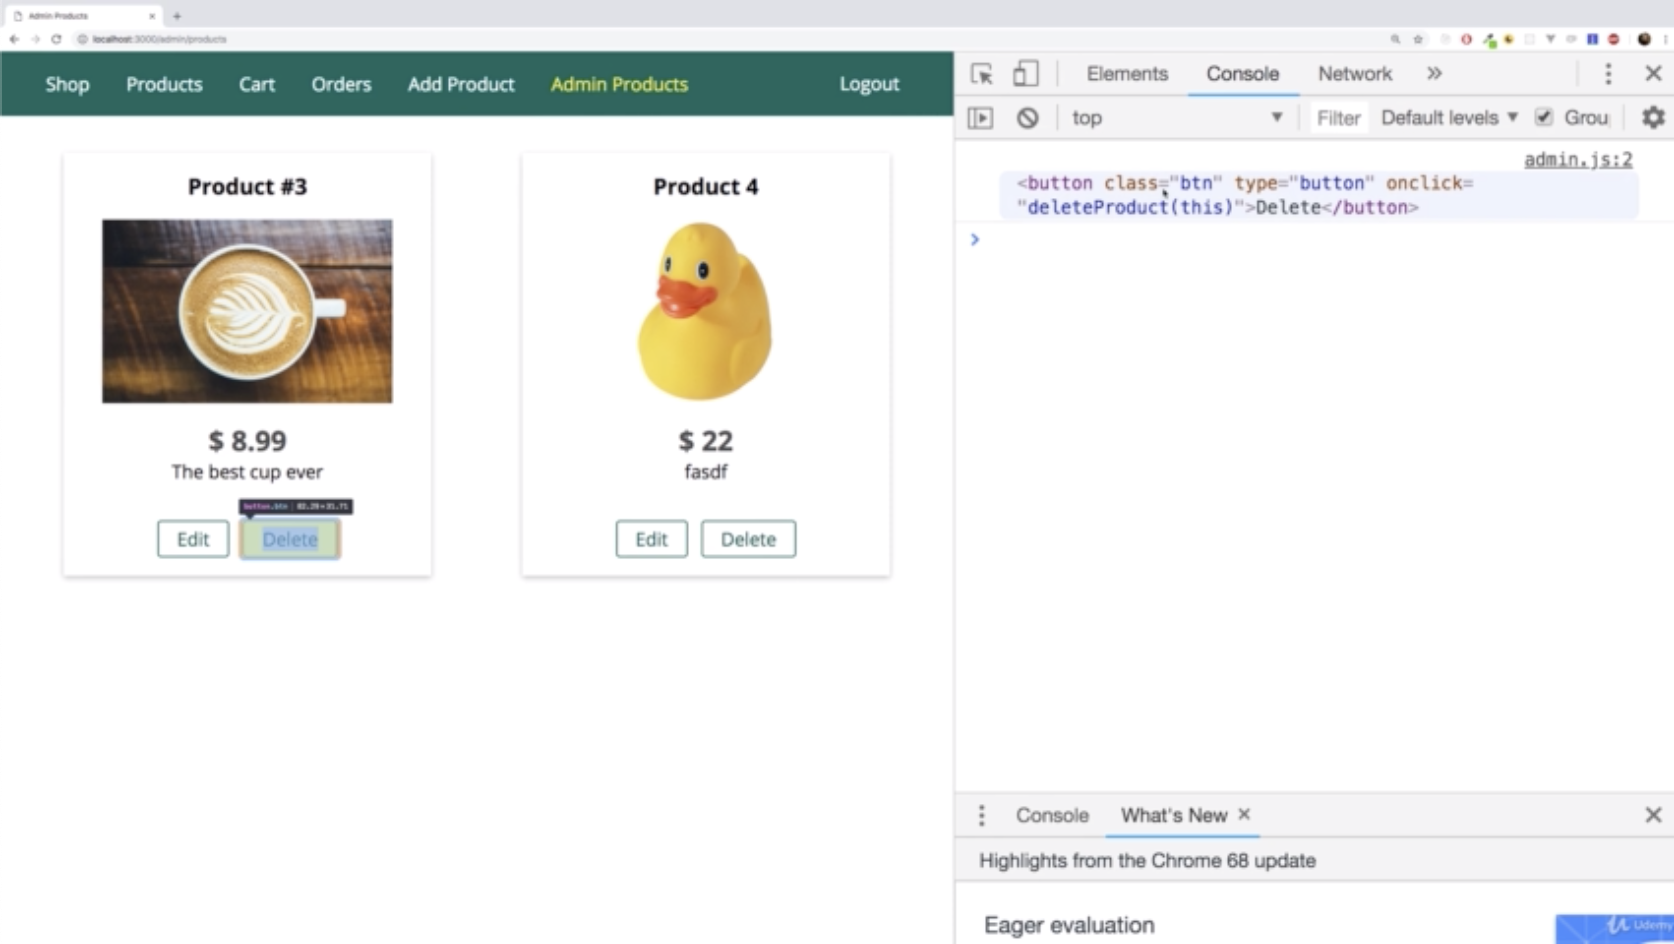 Admin Products
localhost:3000/admin/products
Shop Products Cart Orders Add Product Admin Products Logout
Elements Console Network
top Filter Default levels Grou
Product #3
$ 8.99
The best cup ever
button.btn
Edit Delete
Product 4
$ 22
fasdf
Edit Delete
admin.js:2
<button class="btn" type="button" onclick=
"deleteProduct(this)">Delete</button>
Console What's New
Highlights from the Chrome 68 update
Eager evaluation
Udemy